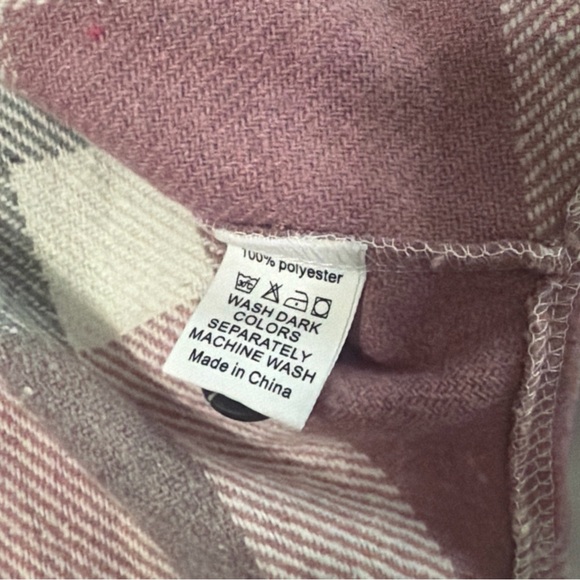 100% polyester
WASH DARK
COLORS
SEPARATELY
MACHINE WASH
Made in China